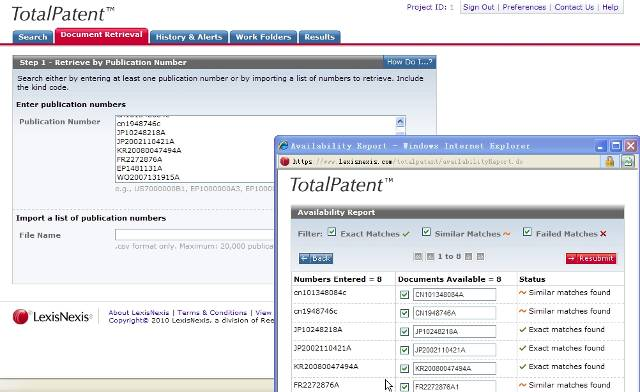 TotalPatent™
Project ID: 1 Sign Out | Preferences | Contact Us | Help
Search Document Retrieval History & Alerts Work Folders Results
Step 1 - Retrieve by Publication Number How Do I...?
Search either by entering at least one publication number or by importing a list of numbers to retrieve. Include
the kind code.
Enter publication numbers
Publication Number
cn1948746c
JP10248218A
JP2002110421A
KR20080047494A
FR2272876A
EP1481131A
WO2007131915A
e.g., US7000000B1, EP1000000A3, EP1000
Import a list of publication numbers
File Name
.csv format only. Maximum: 20,000 publica
LexisNexis®
About LexisNexis | Terms & Conditions | View
Copyright© 2010 LexisNexis, a division of Ree
Availability Report - Windows Internet Explorer
https://www.lexisnexis.com/totalpatent/availabilityReport.do
TotalPatent™
Availability Report
Filter: Exact Matches Similar Matches Failed Matches
Back 1 to 8 Resubmit
Numbers Entered = 8 Documents Available = 8 Status
cn101348084c CN101348084A Similar matches found
cn1948746c CN1948746A Similar matches found
JP10248218A JP10248218A Exact matches found
JP2002110421A JP2002110421A Exact matches found
KR20080047494A KR20080047494A Exact matches found
FR2272876A FR2272876A1 Similar matches found